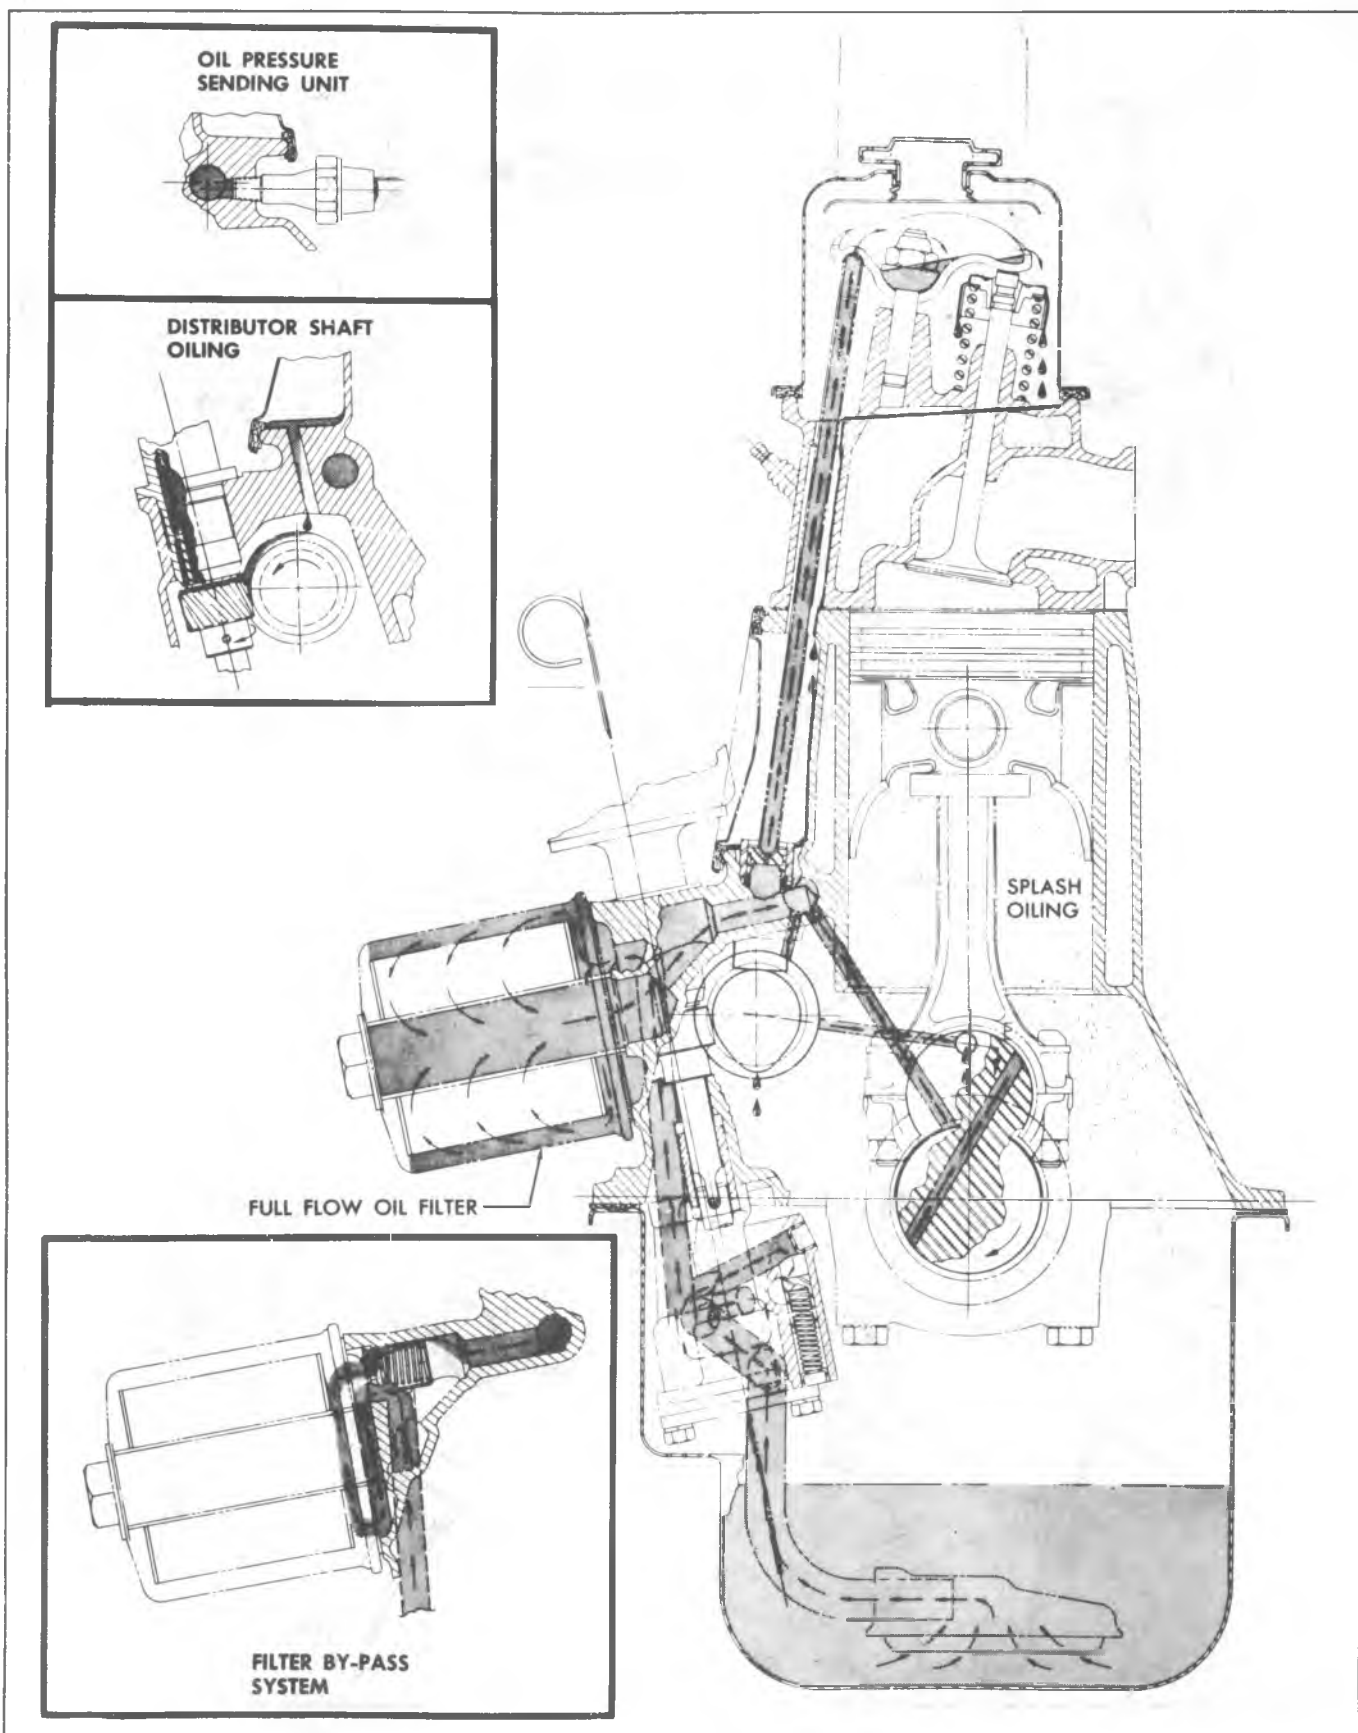 OIL PRESSURE
SENDING UNIT
DISTRIBUTOR SHAFT
OILING
SPLASH
OILING
FULL FLOW OIL FILTER
FILTER BY-PASS
SYSTEM